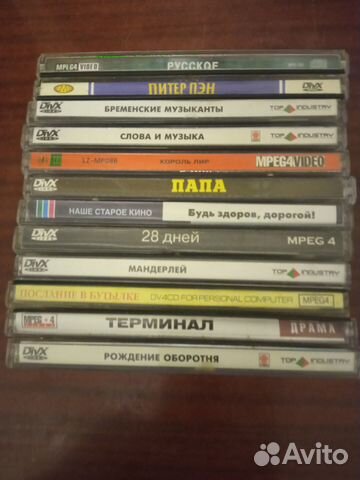 MPEG4 VIDEO РУССКОЕ
ПИТЕР ПЭН DIVX
DIVX БРЕМЕНСКИЕ МУЗЫКАНТЫ TOP INDUSTRY
DIVX СЛОВА И МУЗЫКА TOP INDUSTRY
LZ-MP086 КОРОЛЬ ЛИР MPEG4VIDEO
DIVX ПАПА
НАШЕ СТАРОЕ КИНО Будь здоров, дорогой!
DIVX 28 ДНЕЙ MPEG 4
DIVX МАНДЕРЛЕЙ TOP INDUSTRY
ПОСЛАНИЕ В БУТЫЛКЕ DV4CD FOR PERSONAL COMPUTER MPEG4
MPEG 4 ТЕРМИНАЛ ДРАМА
DIVX РОЖДЕНИЕ ОБОРОТНЯ TOP INDUSTRY
Avito